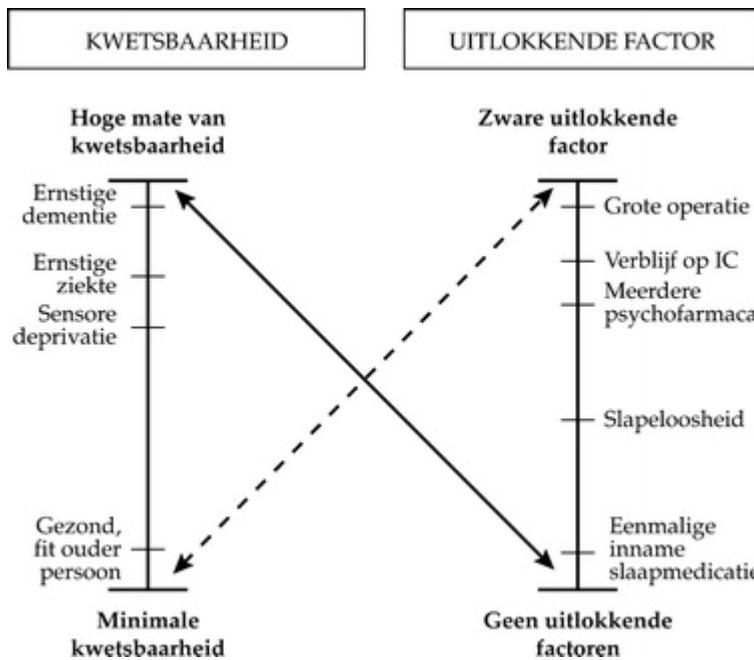 KWETSBAARHEID
UITLOKKENDE FACTOR
Hoge mate van
kwetsbaarheid
Ernstige
dementie
Ernstige
ziekte
Sensore
deprivatie
Gezond,
fit ouder
persoon
Minimale
kwetsbaarheid
Zware uitlokkende
factor
Grote operatie
Verblijf op IC
Meerdere
psychofarmaca
Slapeloosheid
Eenmalige
inname
slaapmedicatie
Geen uitlokkende
factoren